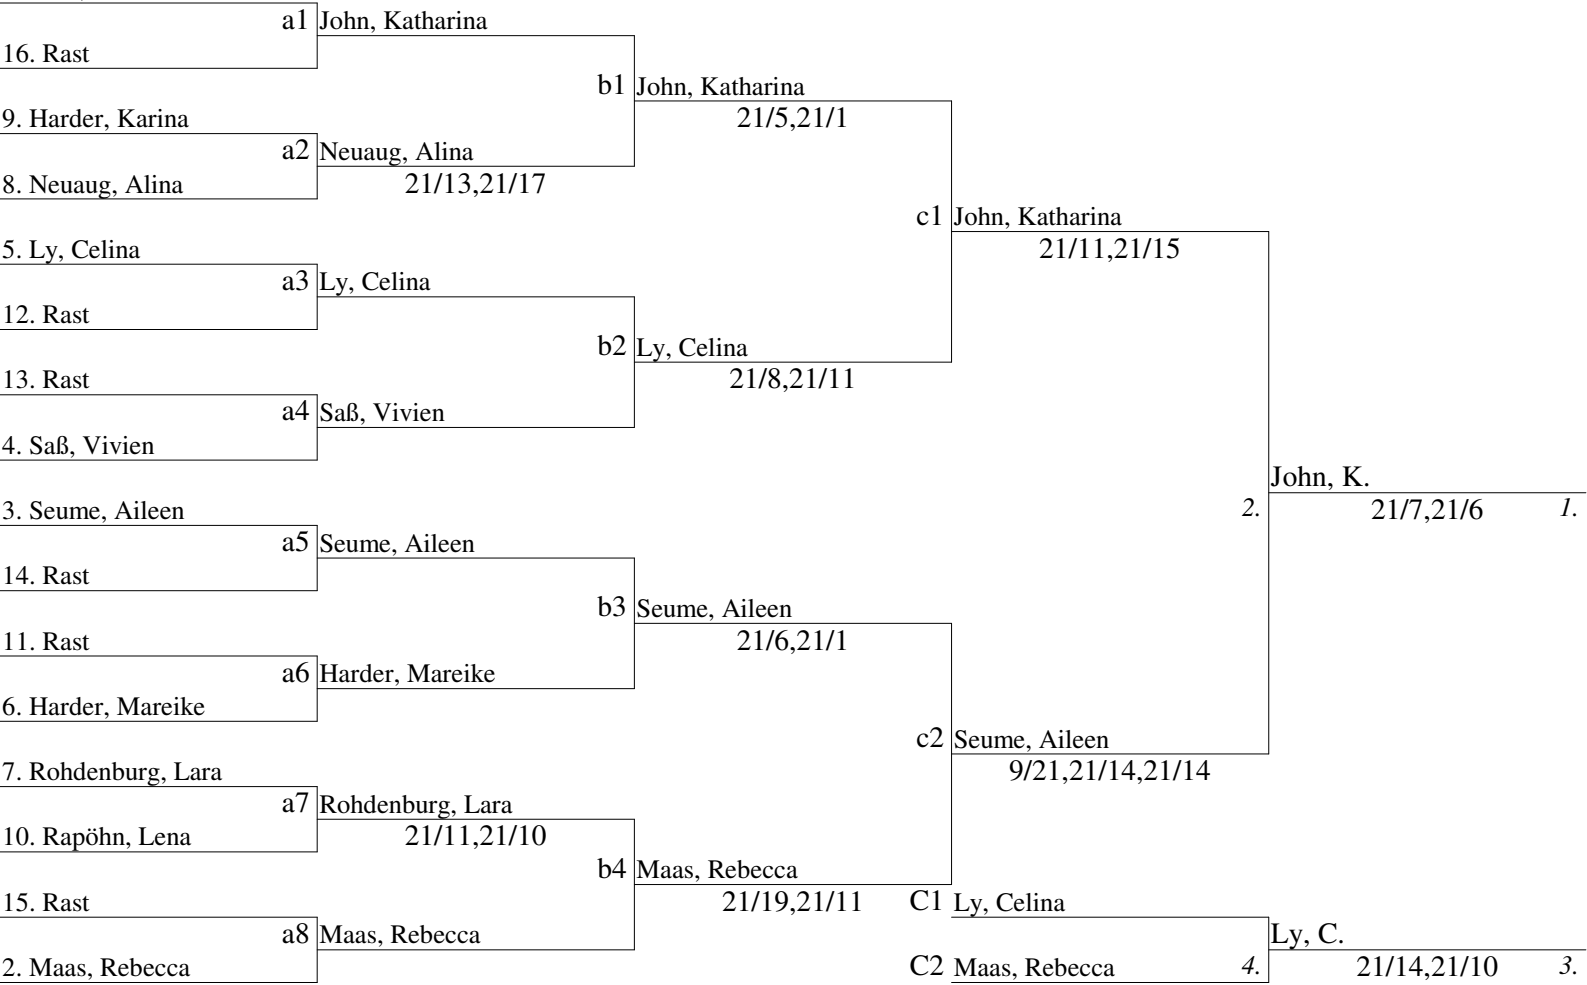 a1 John, Katharina
16. Rast
b1 John, Katharina
21/5,21/1
9. Harder, Karina
a2 Neuaug, Alina
8. Neuaug, Alina
21/13,21/17
c1 John, Katharina
21/11,21/15
5. Ly, Celina
a3 Ly, Celina
12. Rast
b2 Ly, Celina
21/8,21/11
13. Rast
a4 Saß, Vivien
4. Saß, Vivien
John, K.
2. 21/7,21/6 1.
3. Seume, Aileen
a5 Seume, Aileen
14. Rast
b3 Seume, Aileen
21/6,21/1
11. Rast
a6 Harder, Mareike
6. Harder, Mareike
c2 Seume, Aileen
9/21,21/14,21/14
7. Rohdenburg, Lara
a7 Rohdenburg, Lara
10. Rapöhn, Lena
21/11,21/10
b4 Maas, Rebecca
21/19,21/11
15. Rast
a8 Maas, Rebecca
2. Maas, Rebecca
C1 Ly, Celina
Ly, C.
C2 Maas, Rebecca 4. 21/14,21/10 3.